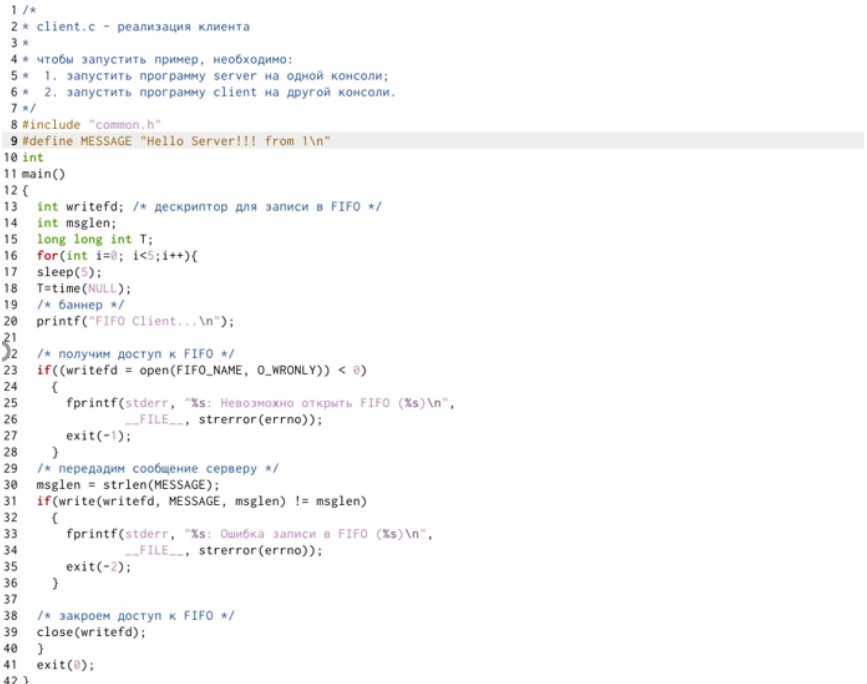 1 /*
2 * client.c - реализация клиента
3 *
4 * чтобы запустить пример, необходимо:
5 *  1. запустить программу server на одной консоли;
6 *  2. запустить программу client на другой консоли.
7 */
8 #include "common.h"
9 #define MESSAGE "Hello Server!!! from 1\n"
10 int
11 main()
12 {
13   int writefd; /* дескриптор для записи в FIFO */
14   int msglen;
15   long long int T;
16   for(int i=0; i<5;i++){
17   sleep(5);
18   T=time(NULL);
19   /* баннер */
20   printf("FIFO Client...\n");
21
22   /* получим доступ к FIFO */
23   if((writefd = open(FIFO_NAME, O_WRONLY)) < 0)
24     {
25       fprintf(stderr, "%s: Невозможно открыть FIFO (%s)\n",
26               __FILE__, strerror(errno));
27       exit(-1);
28     }
29   /* передадим сообщение серверу */
30   msglen = strlen(MESSAGE);
31   if(write(writefd, MESSAGE, msglen) != msglen)
32     {
33       fprintf(stderr, "%s: Ошибка записи в FIFO (%s)\n",
34               __FILE__, strerror(errno));
35       exit(-2);
36     }
37
38   /* закроем доступ к FIFO */
39   close(writefd);
40   }
41   exit(0);
42 }